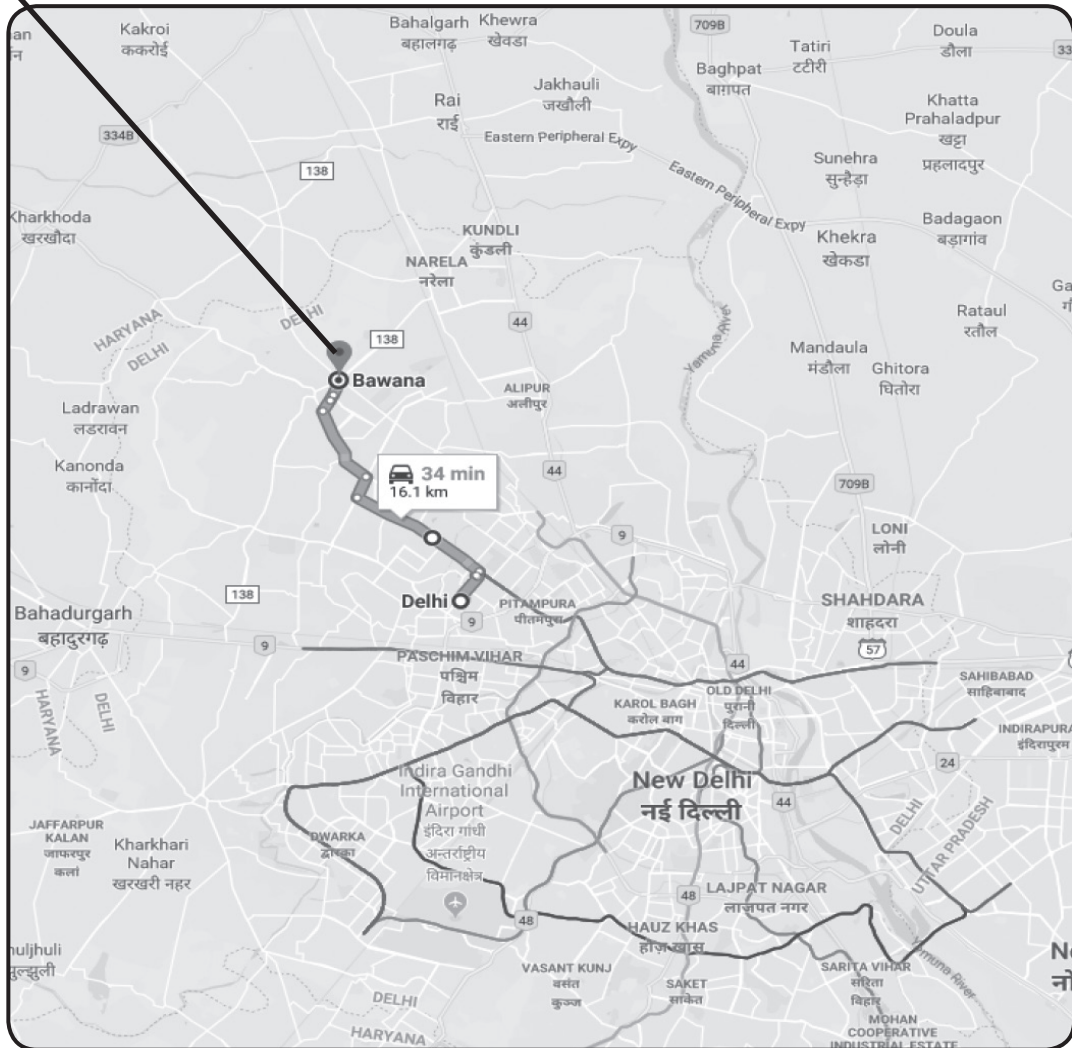 Kakroi
ककरोई
Bahalgarh
बहालगढ़
Khewra
खेवडा
709B
Tatiri
टटीरी
Doula
डौला
33
Baghpat
बाग़पत
Jakhauli
जखौली
Rai
राई
Khatta
Prahaladpur
खट्टा
प्रहलादपुर
334B
Eastern Peripheral Expy
Eastern Peripheral Expy
Sunehra
सुन्हैड़ा
138
Kharkhoda
खरखौदा
KUNDLI
कुंडली
Khekra
खेकडा
Badagaon
बड़ागांव
NARELA
नरेला
HARYANA
DELHI
DELHI
44
138
Yamuna River
Rataul
रतौल
Mandaula
मंडौला
Ghitora
घितोरा
Bawana
ALIPUR
अलीपुर
Ladrawan
लडरावन
Kanonda
कानोंदा
34 min
16.1 km
44
709B
9
LONI
लोनी
138
Delhi
9
PITAMPURA
पीतमपुरा
SHAHDARA
शाहदरा
Bahadurgarh
बहादुरगढ़
9
9
57
PASCHIM VIHAR
पश्चिम
विहार
44
SAHIBABAD
साहिबाबाद
HARYANA
DELHI
KAROL BAGH
करोल बाग
OLD DELHI
पुरानी
दिल्ली
INDIRAPURA
इंदिरापुरम
24
Indira Gandhi
International
Airport
इंदिरा गांधी
अन्तर्राष्ट्रीय
विमानक्षेत्र
New Delhi
नई दिल्ली
44
DELHI
UTTAR PRADESH
JAFFARPUR
KALAN
जाफरपुर
कलां
Kharkhari
Nahar
खरखरी नहर
DWARKA
द्वारका
48
48
LAJPAT NAGAR
लाजपत नगर
HAUZ KHAS
हौज़ ख़ास
VASANT KUNJ
वसंत
कुञ्ज
SAKET
साकेत
SARITA VIHAR
सरिता
विहार
Yamuna River
DELHI
HARYANA
MOHAN
COOPERATIVE
INDUSTRIAL ESTATE